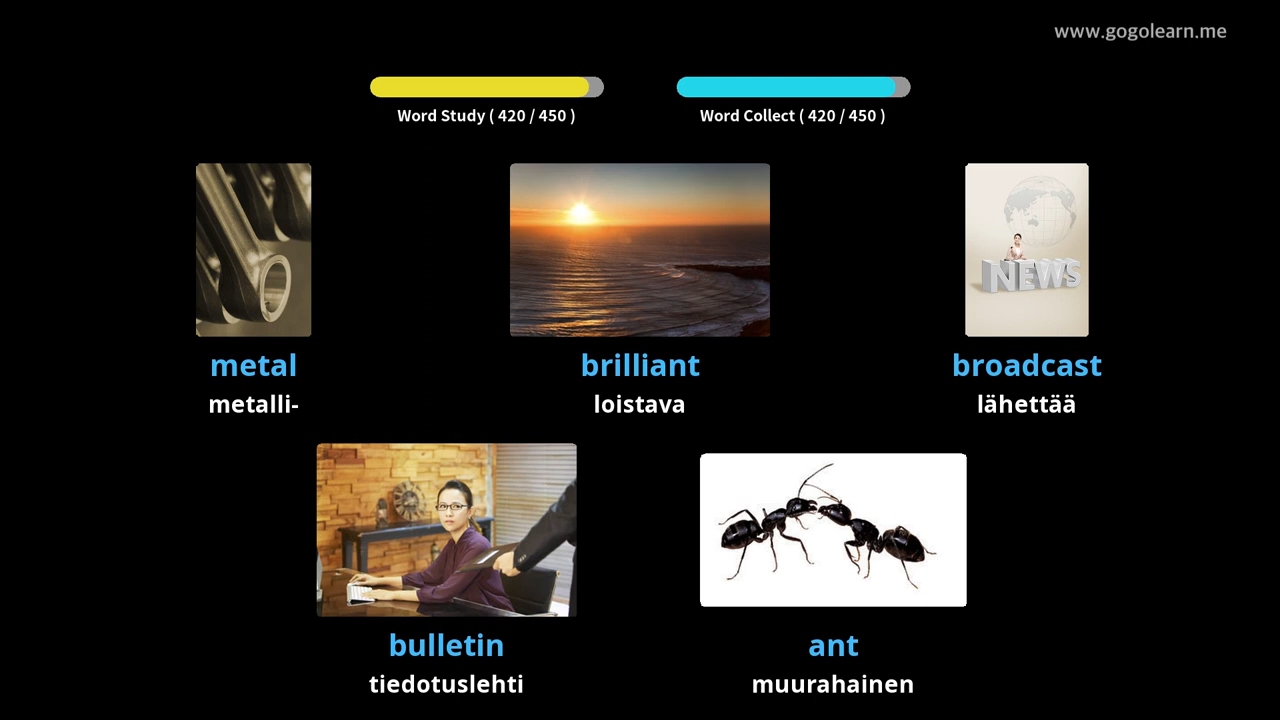 www.gogolearn.me
Word Study ( 420 / 450 )
Word Collect ( 420 / 450 )
NEWS
metal
brilliant
broadcast
metalli-
loistava
lähettää
bulletin
ant
tiedotuslehti
muurahainen